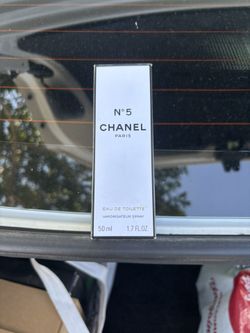 N°5
CHANEL
PARIS
EAU DE TOILETTE
VAPORISATEUR SPRAY
50 ml 1.7 FL.OZ.